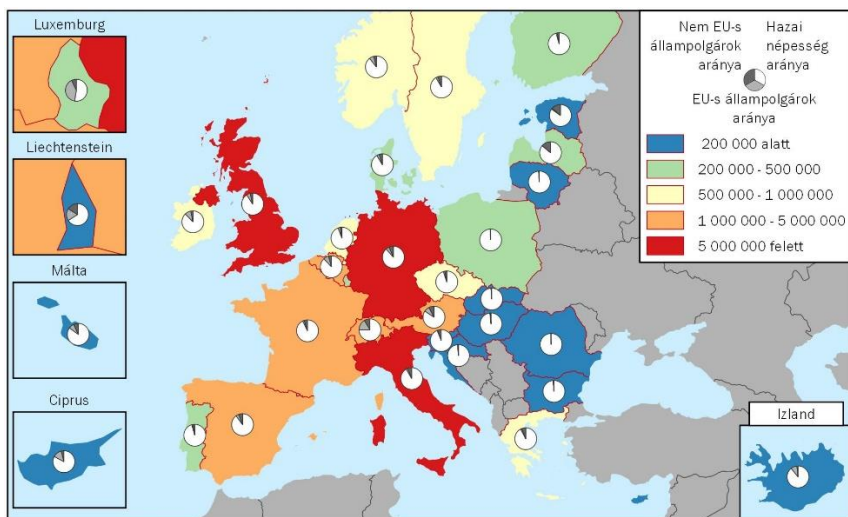 Luxemburg
Liechtenstein
Málta
Ciprus
Nem EU-s
állampolgárok
aránya
Hazai
népesség
aránya
EU-s állampolgárok
aránya
200 000 alatt
200 000 - 500 000
500 000 - 1 000 000
1 000 000 - 5 000 000
5 000 000 felett
Izland